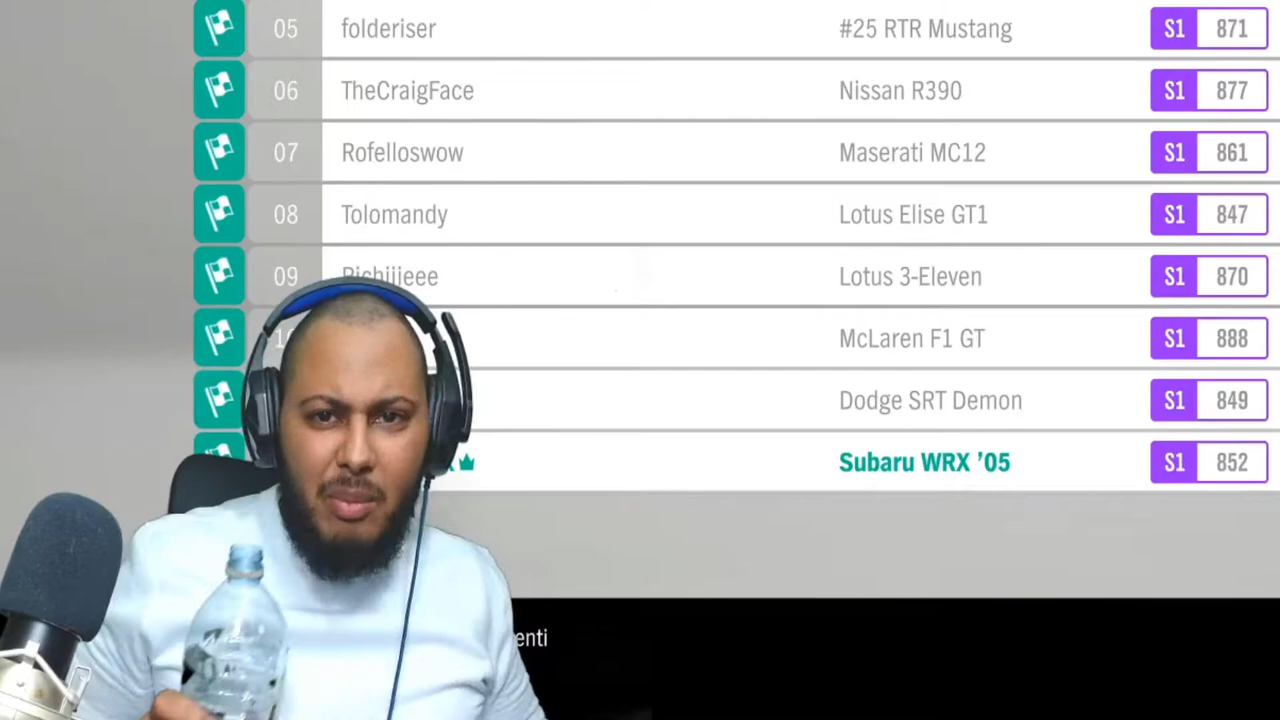 05 folderiser #25 RTR Mustang S1 871
06 TheCraigFace Nissan R390 S1 877
07 Rofelloswow Maserati MC12 S1 861
08 Tolomandy Lotus Elise GT1 S1 847
09 Lotus 3-Eleven S1 870
McLaren F1 GT S1 888
Dodge SRT Demon S1 849
Subaru WRX ’05 S1 852
enti